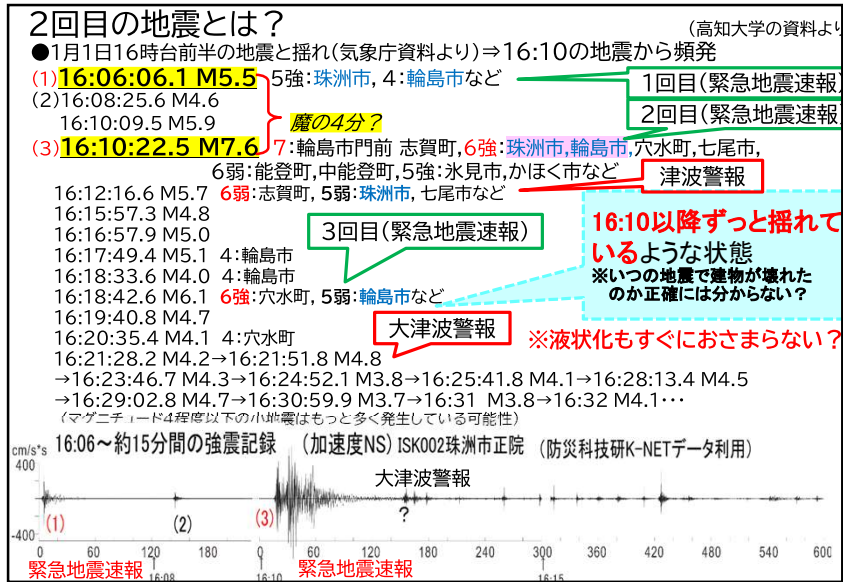 2回目の地震とは?
(高知大学の資料より
●1月1日16時台前半の地震と揺れ(気象庁資料より)⇒16:10の地震から頻発
(1)16:06:06.1 M5.5 5強:珠洲市, 4:輪島市など
1回目(緊急地震速報)
(2)16:08:25.6 M4.6
2回目(緊急地震速報)
16:10:09.5 M5.9
魔の4分?
(3)16:10:22.5 M7.6 7:輪島市門前 志賀町,6強:珠洲市,輪島市,穴水町,七尾市,
6弱:能登町,中能登町,5強:氷見市,かほく市など
津波警報
16:12:16.6 M5.7 6弱:志賀町, 5弱:珠洲市, 七尾市など
16:15:57.3 M4.8
16:16:57.9 M5.0
3回目(緊急地震速報)
16:10以降ずっと揺れて
いるような状態
※いつの地震で建物が壊れた
のか正確には分からない?
16:17:49.4 M5.1 4:輪島市
16:18:33.6 M4.0 4:輪島市
16:18:42.6 M6.1 6強:穴水町, 5弱:輪島市など
16:19:40.8 M4.7
大津波警報
16:20:35.4 M4.1 4:穴水町
※液状化もすぐにおさまらない?
16:21:28.2 M4.2→16:21:51.8 M4.8
→16:23:46.7 M4.3→16:24:52.1 M3.8→16:25:41.8 M4.1→16:28:13.4 M4.5
→16:29:02.8 M4.7→16:30:59.9 M3.7→16:31 M3.8→16:32 M4.1・・・
(マグニチュード4程度以下の小地震はもっと多く発生している可能性)
16:06~約15分間の強震記録 (加速度NS) ISK002珠洲市正院 (防災科技研K-NETデータ利用)
cm/s*s
400
大津波警報
(1) (2) (3) ?
-400
0 60 120 180 0 60 120 180 240 300 360 420 480 540 600
緊急地震速報 16:08 16:10 緊急地震速報 16:15